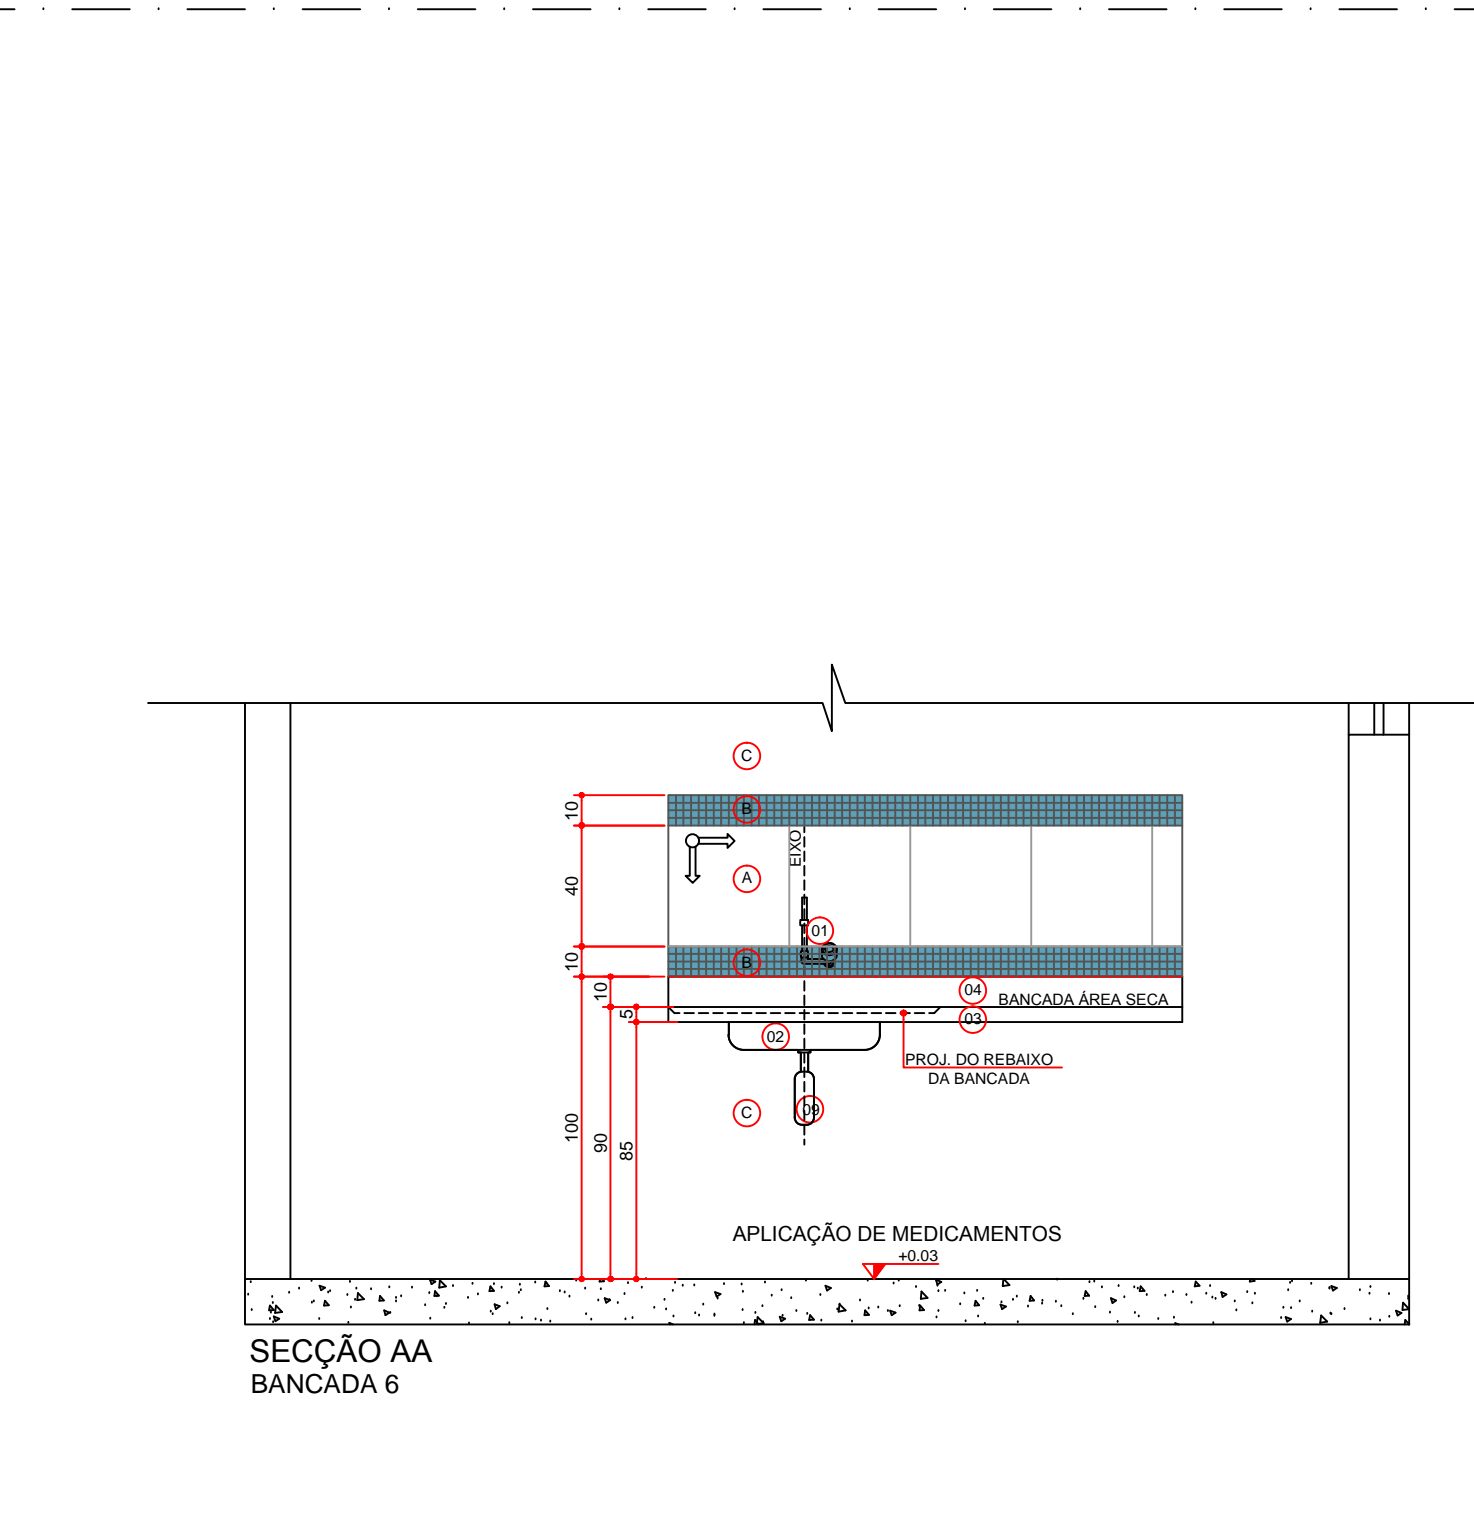 C
10
B
EIXO
40
A
01
10
B
10
04
BANCADA ÁREA SECA
5
03
02
PROJ. DO REBAIXO
DA BANCADA
100
90
85
C
09
APLICAÇÃO DE MEDICAMENTOS
+0.03
SECÇÃO AA
BANCADA 6